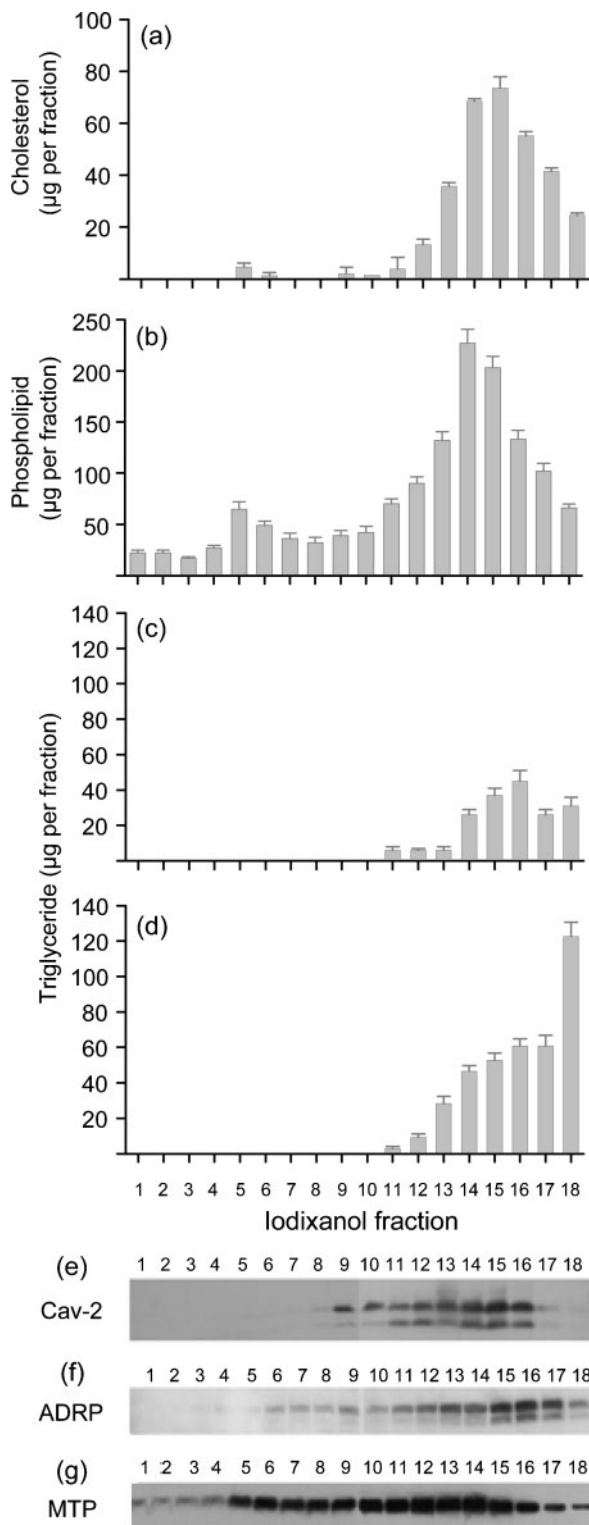 (a)
Cholesterol
(µg per fraction)
100
80
60
40
20
(b)
Phospholipid
(µg per fraction)
250
200
150
100
50
(c)
Triglyceride (µg per fraction)
140
120
100
80
60
40
20
(d)
140
120
100
80
60
40
20
1 2 3 4 5 6 7 8 9 10 11 12 13 14 15 16 17 18
Iodixanol fraction
(e) 1 2 3 4 5 6 7 8 9 10 11 12 13 14 15 16 17 18
Cav-2
(f) 1 2 3 4 5 6 7 8 9 10 11 12 13 14 15 16 17 18
ADRP
(g) 1 2 3 4 5 6 7 8 9 10 11 12 13 14 15 16 17 18
MTP